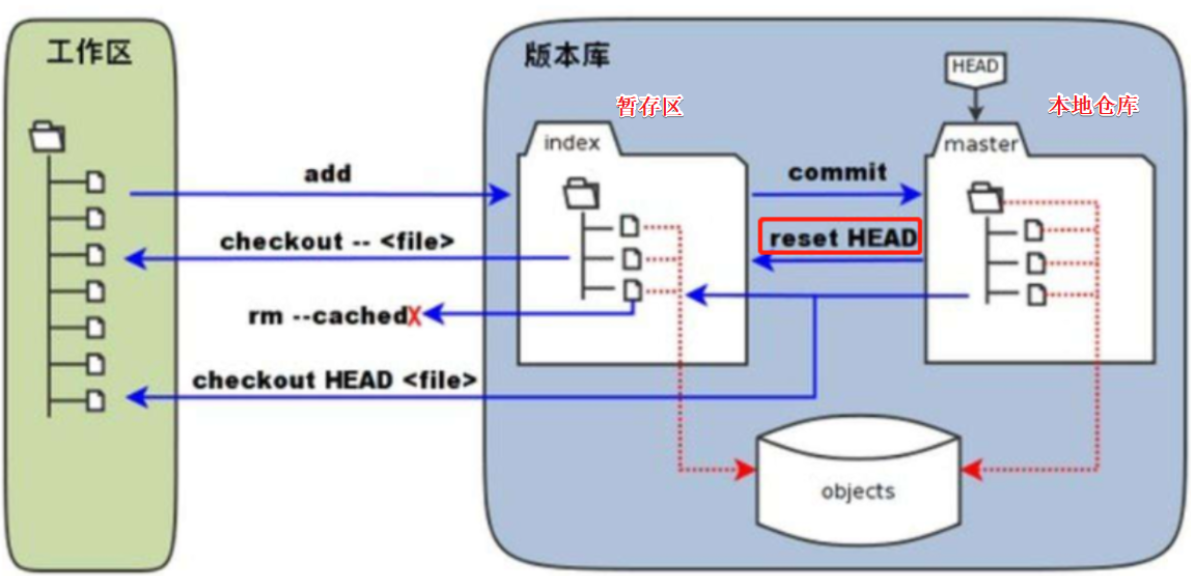 工作区
版本库
HEAD
暂存区
本地仓库
index
master
add
commit
checkout -- <file>
reset HEAD
rm --cachedX
checkout HEAD <file>
objects